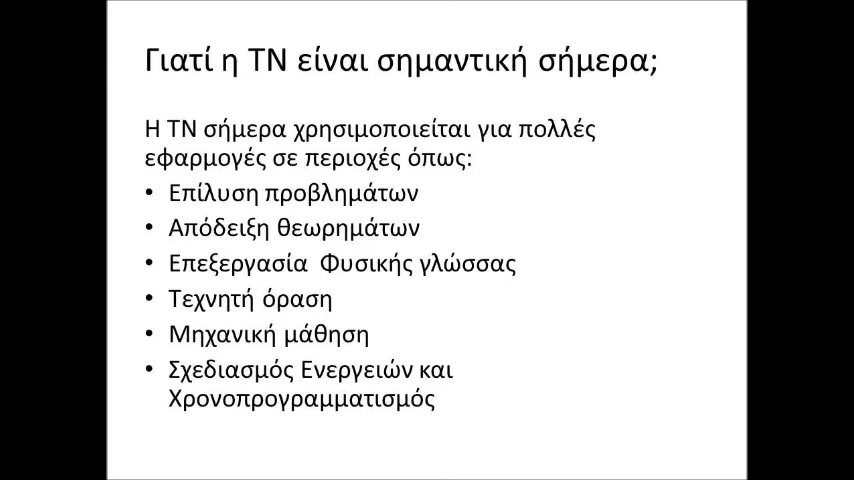 Γιατί η ΤΝ είναι σημαντική σήμερα;
Η ΤΝ σήμερα χρησιμοποιείται για πολλές
εφαρμογές σε περιοχές όπως:
• Επίλυση προβλημάτων
• Απόδειξη θεωρημάτων
• Επεξεργασία Φυσικής γλώσσας
• Τεχνητή όραση
• Μηχανική μάθηση
• Σχεδιασμός Ενεργειών και
Χρονοπρογραμματισμός